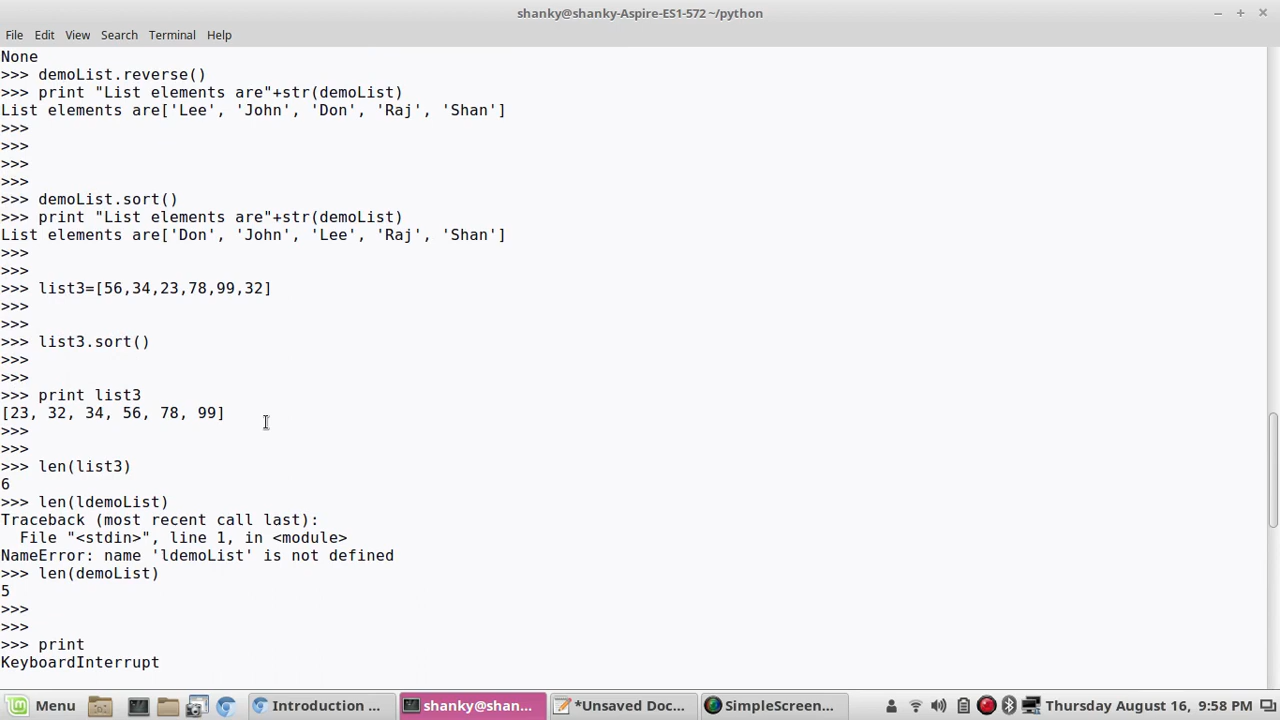 shanky@shanky-Aspire-ES1-572 ~/python
File Edit View Search Terminal Help
None
>>> demoList.reverse()
>>> print "List elements are"+str(demoList)
List elements are['Lee', 'John', 'Don', 'Raj', 'Shan']
>>>
>>>
>>>
>>>
>>> demoList.sort()
>>> print "List elements are"+str(demoList)
List elements are['Don', 'John', 'Lee', 'Raj', 'Shan']
>>>
>>>
>>> list3=[56,34,23,78,99,32]
>>>
>>>
>>> list3.sort()
>>>
>>>
>>> print list3
[23, 32, 34, 56, 78, 99]
>>>
>>>
>>> len(list3)
6
>>> len(ldemoList)
Traceback (most recent call last):
  File "<stdin>", line 1, in <module>
NameError: name 'ldemoList' is not defined
>>> len(demoList)
5
>>>
>>>
>>> print
KeyboardInterrupt
Menu Introduction ... shanky@shan... *Unsaved Doc... SimpleScreen... Thursday August 16, 9:58 PM